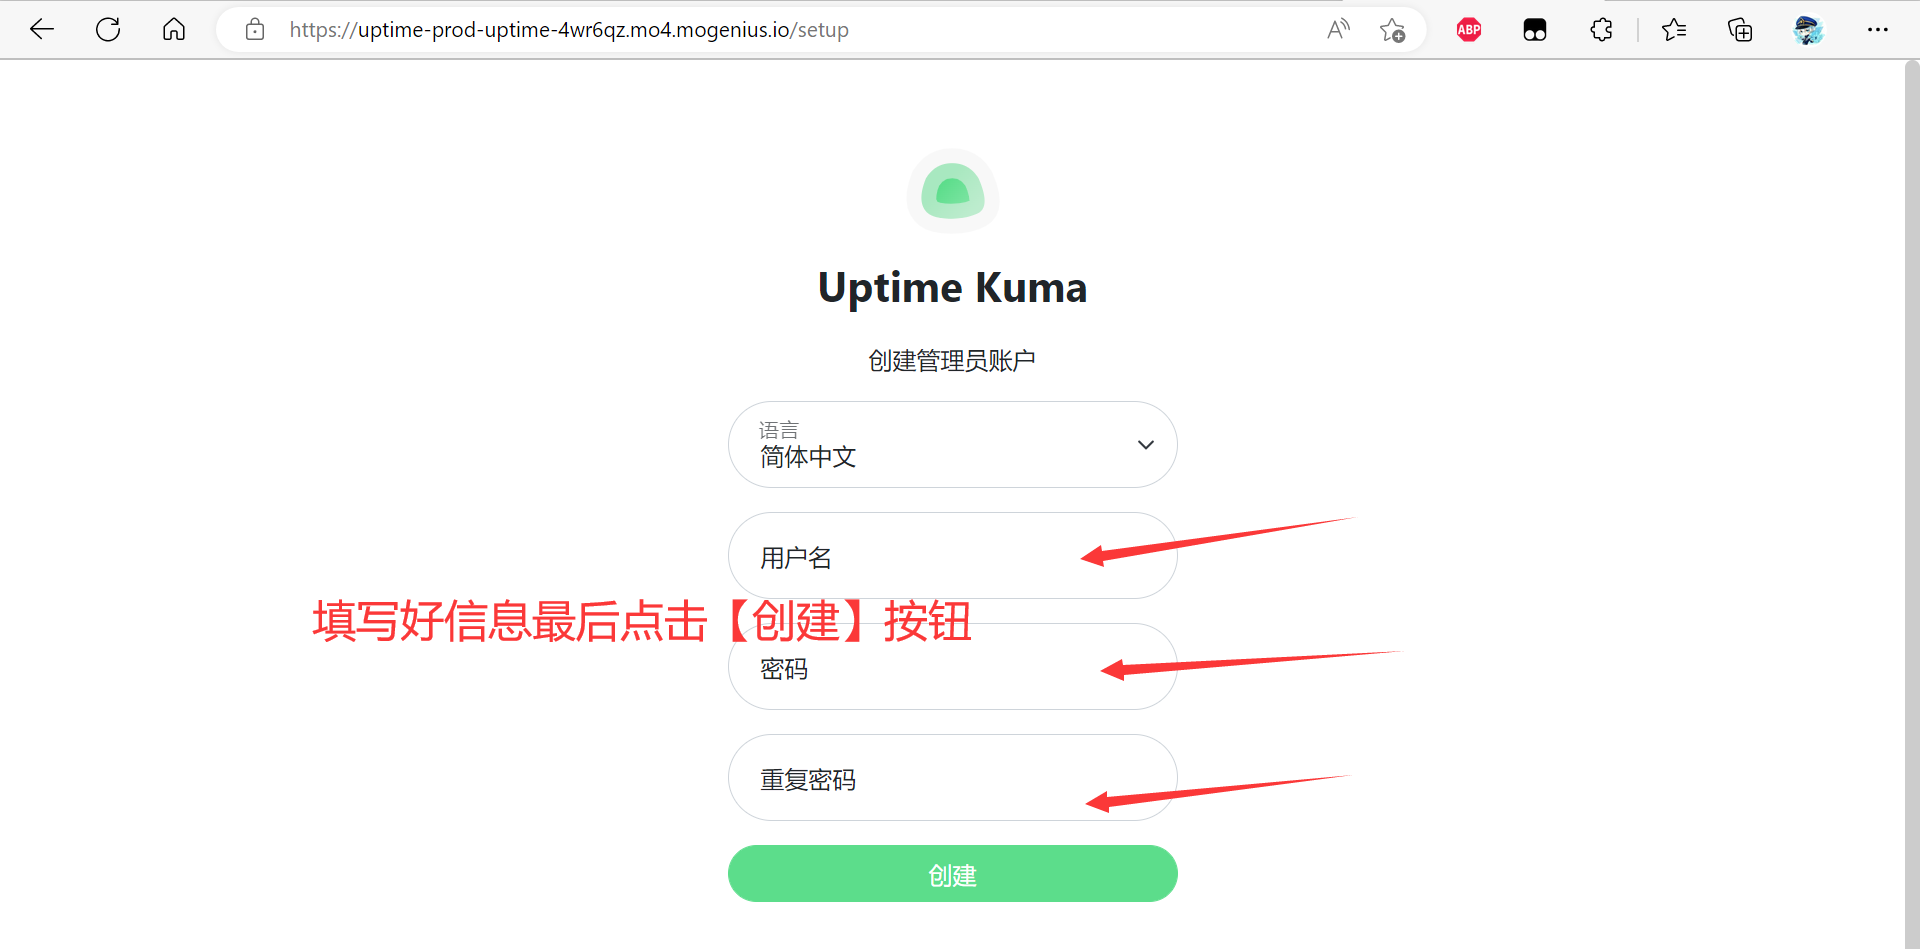 https://uptime-prod-uptime-4wr6qz.mo4.mogenius.io/setup
ABP
Uptime Kuma
创建管理员账户
语言
简体中文
用户名
填写好信息最后点击【创建】按钮
密码
重复密码
创建